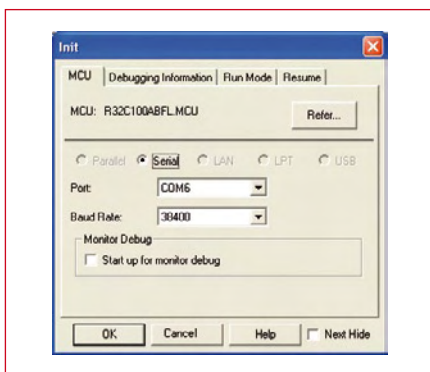 Init
MCU Debugging Information Run Mode Resume
MCU: R32C100ABFL.MCU Refer...
Parallel Serial LAN LPT USB
Port: COM6
Baud Rate: 38400
Monitor Debug
Start up for monitor debug
OK Cancel Help Next Hide